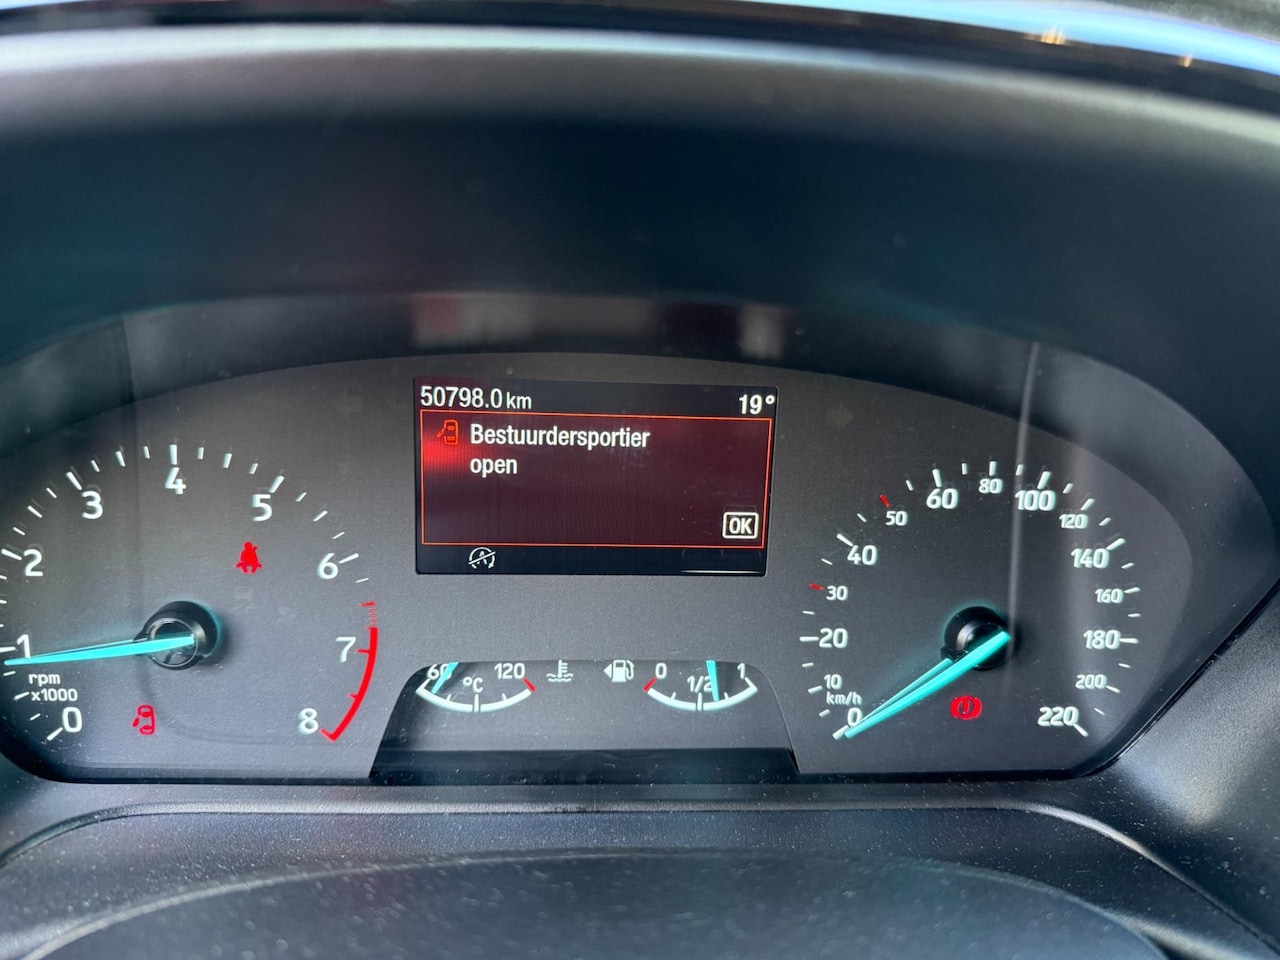 50798.0 km 19°
Bestuurdersportier
open
OK
0 1 2 3 4 5 6 7 8
rpm
x1000
60 °C 120
0 1/2 1
0 10 20 30 40 50 60 80 100 120 140 160 180 200 220
km/h